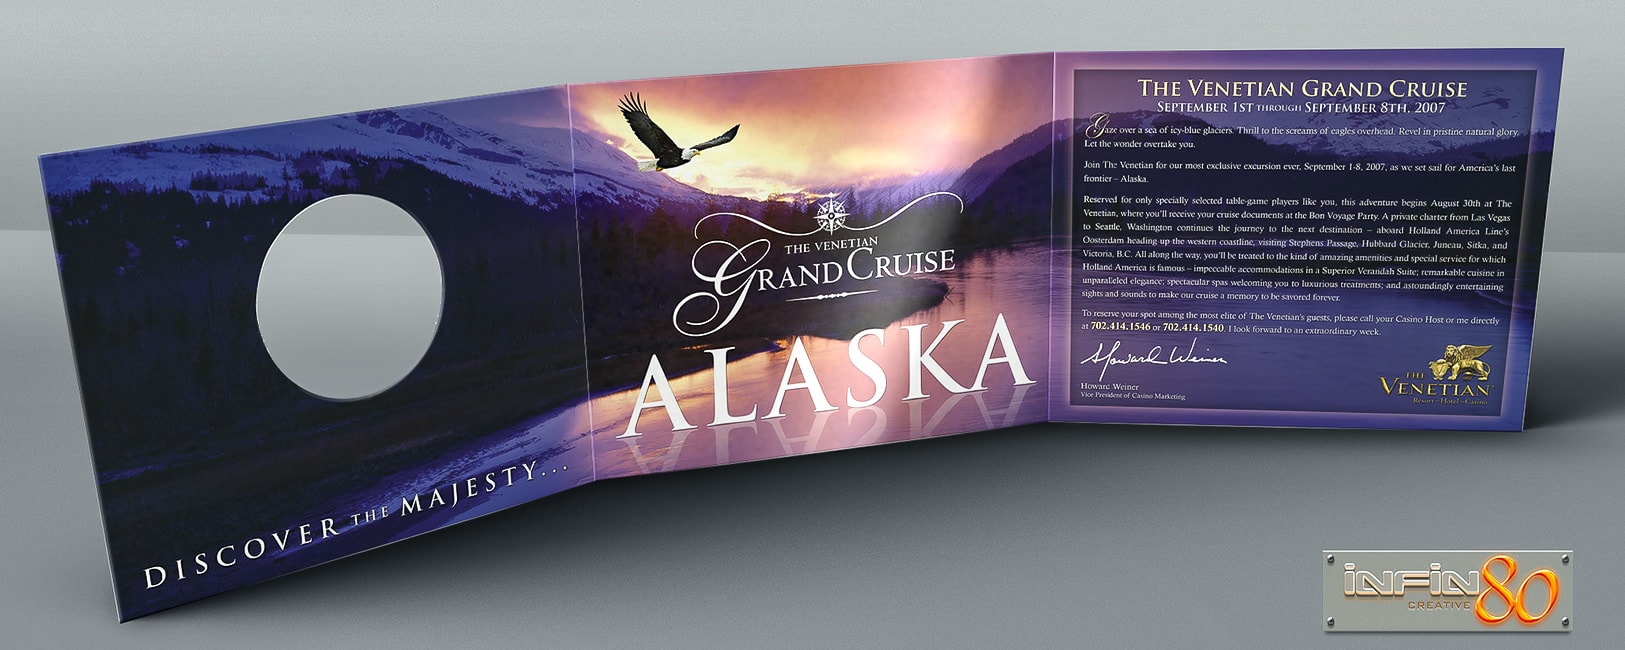 DISCOVER THE MAJESTY...
THE VENETIAN
GRAND CRUISE
ALASKA
THE VENETIAN GRAND CRUISE
SEPTEMBER 1ST THROUGH SEPTEMBER 8TH, 2007
Gaze over a sea of icy-blue glaciers. Thrill to the screams of eagles overhead. Revel in pristine natural glory.
Let the wonder overtake you.
Join The Venetian for our most exclusive excursion ever, September 1-8, 2007, as we set sail for America's last
frontier – Alaska.
Reserved for only specially selected table-game players like you, this adventure begins August 30th at The
Venetian, where you'll receive your cruise documents at the Bon Voyage Party. A private charter from Las Vegas
to Seattle, Washington continues the journey to the next destination – aboard Holland America Line's
Oosterdam heading up the western coastline, visiting Stephens Passage, Hubbard Glacier, Juneau, Sitka, and
Victoria, B.C. All along the way, you'll be treated to the kind of amazing amenities and special service for which
Holland America is famous – impeccable accommodations in a Superior Verandah Suite; remarkable cuisine in
unparalleled elegance; spectacular spas welcoming you to luxurious treatments; and astoundingly entertaining
sights and sounds to make our cruise a memory to be savored forever.
To reserve your spot among the most elite of The Venetian's guests, please call your Casino Host or me directly
at 702.414.1546 or 702.414.1540. I look forward to an extraordinary week.
Howard Weiner
Howard Weiner
Vice President of Casino Marketing
THE
VENETIAN
Resort~Hotel~Casino
iNFiN80
CREATIVE